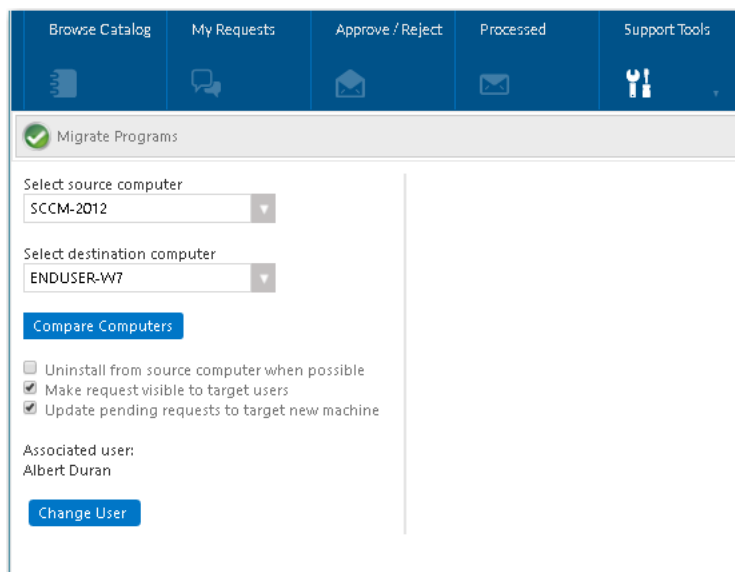 Browse Catalog
My Requests
Approve / Reject
Processed
Support Tools
Migrate Programs
Select source computer
SCCM-2012
Select destination computer
ENDUSER-W7
Compare Computers
Uninstall from source computer when possible
Make request visible to target users
Update pending requests to target new machine
Associated user:
Albert Duran
Change User